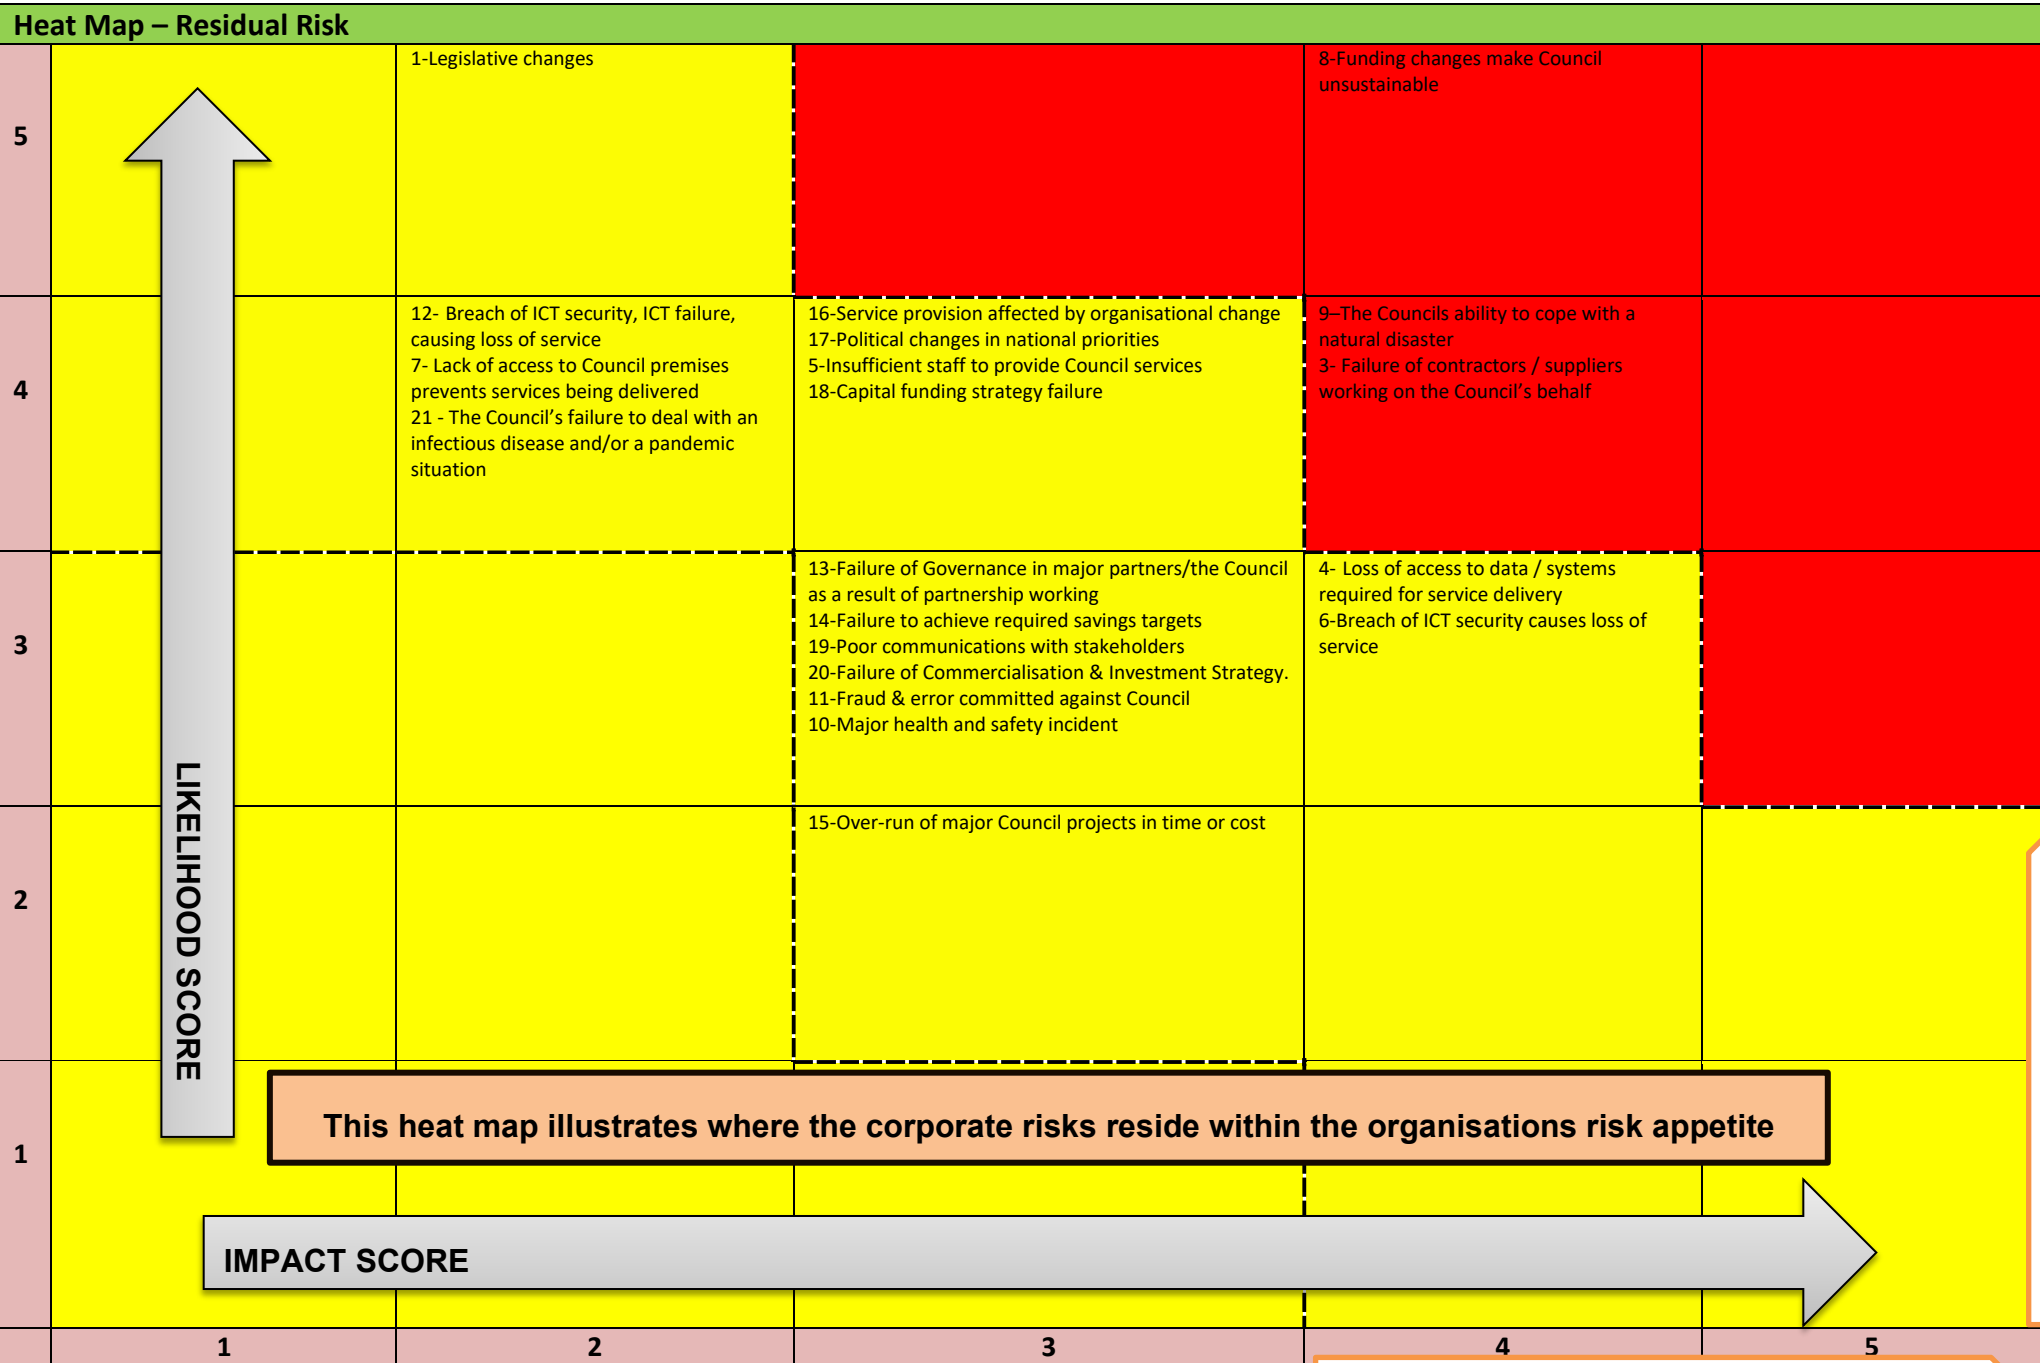 Heat Map – Residual Risk
5
1-Legislative changes
8-Funding changes make Council
unsustainable
4
12- Breach of ICT security, ICT failure,
causing loss of service
7- Lack of access to Council premises
prevents services being delivered
21 - The Council’s failure to deal with an
infectious disease and/or a pandemic
situation
16-Service provision affected by organisational change
17-Political changes in national priorities
5-Insufficient staff to provide Council services
18-Capital funding strategy failure
9–The Councils ability to cope with a
natural disaster
3- Failure of contractors / suppliers
working on the Council’s behalf
3
13-Failure of Governance in major partners/the Council
as a result of partnership working
14-Failure to achieve required savings targets
19-Poor communications with stakeholders
20-Failure of Commercialisation & Investment Strategy.
11-Fraud & error committed against Council
10-Major health and safety incident
4- Loss of access to data / systems
required for service delivery
6-Breach of ICT security causes loss of
service
LIKELIHOOD SCORE
2
15-Over-run of major Council projects in time or cost
1
This heat map illustrates where the corporate risks reside within the organisations risk appetite
IMPACT SCORE
1
2
3
4
5